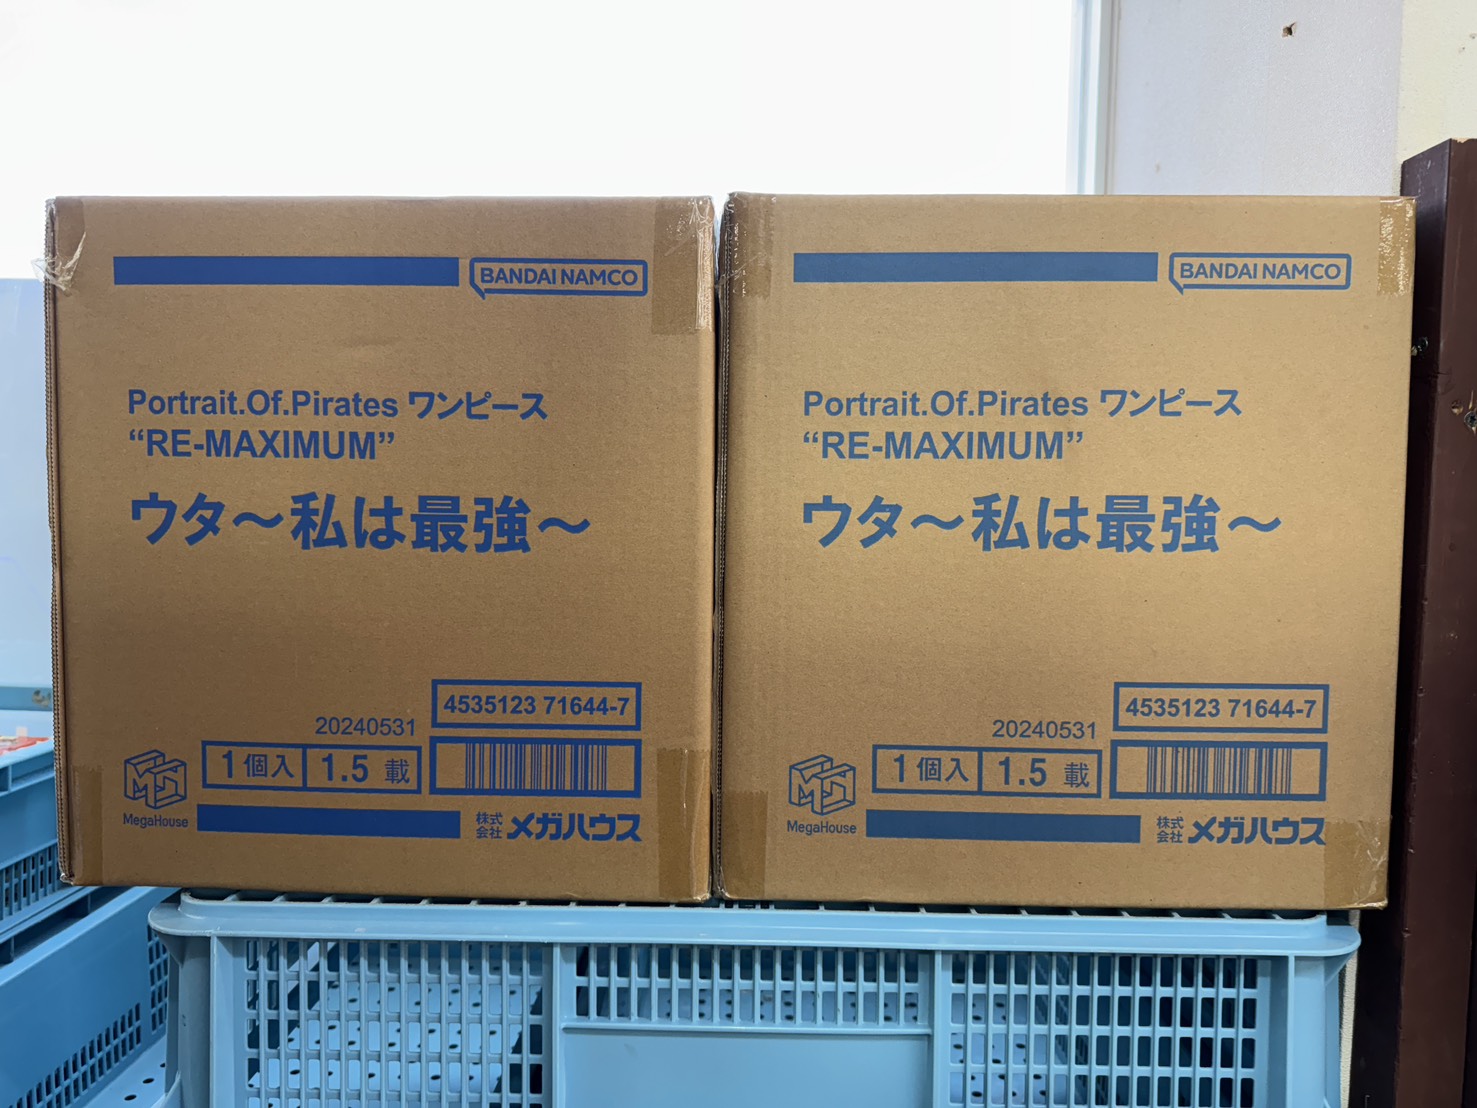 BANDAI NAMCO
Portrait.Of.Pirates ワンピース
“RE-MAXIMUM”
ウタ～私は最強～
4535123 71644-7
20240531
1個入 1.5 載
MegaHouse
株式会社 メガハウス
BANDAI NAMCO
Portrait.Of.Pirates ワンピース
“RE-MAXIMUM”
ウタ～私は最強～
4535123 71644-7
20240531
1個入 1.5 載
MegaHouse
株式会社 メガハウス